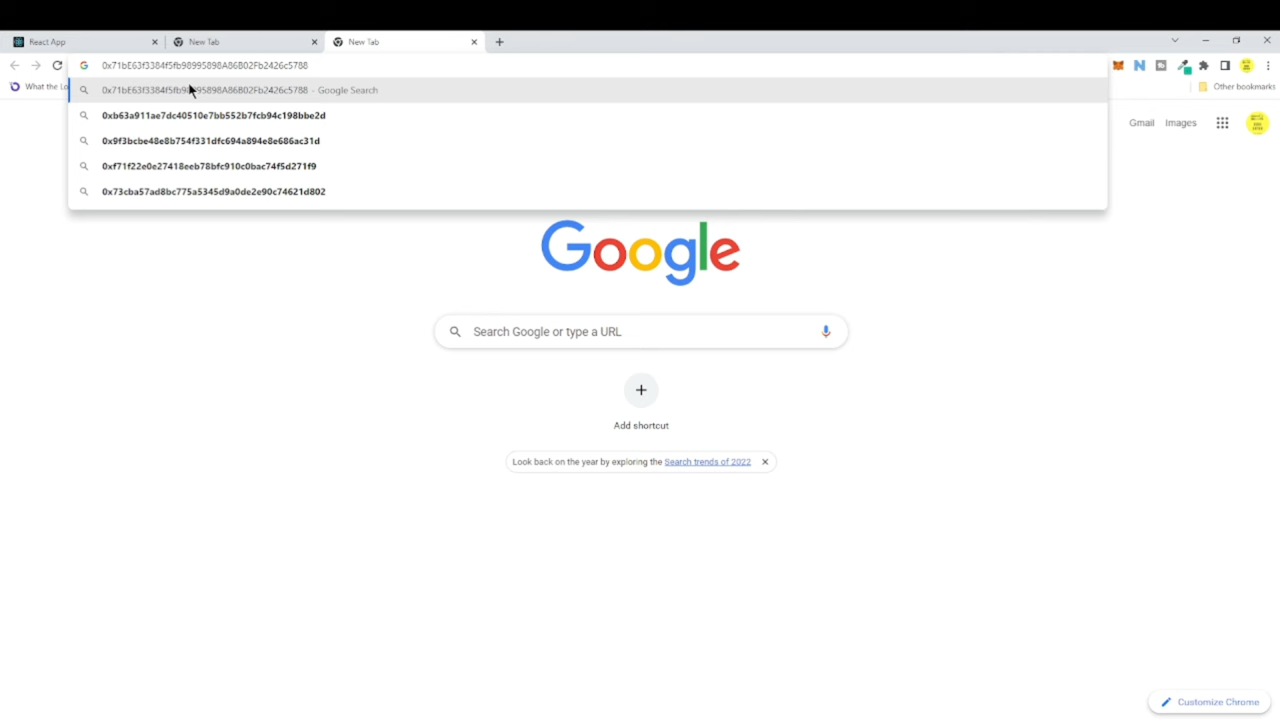 React App
New Tab
New Tab
0x71bE63f3384f5fb98995898A86B02Fb2426c5788
What the Lo
0x71bE63f3384f5fb98995898A86B02Fb2426c5788 - Google Search
Other bookmarks
0xb63a911ae7dc40510e7bb552b7fcb94c198bbe2d
0x9f3bcbe48e8b754f331dfc694a894e8e686ac31d
0xf71f22e0e27418eeb78bfc910c0bac74f5d271f9
0x73cba57ad8bc775a5345d9a0de2e90c74621d802
Gmail Images
Google
Search Google or type a URL
Add shortcut
Look back on the year by exploring the Search trends of 2022
Customize Chrome